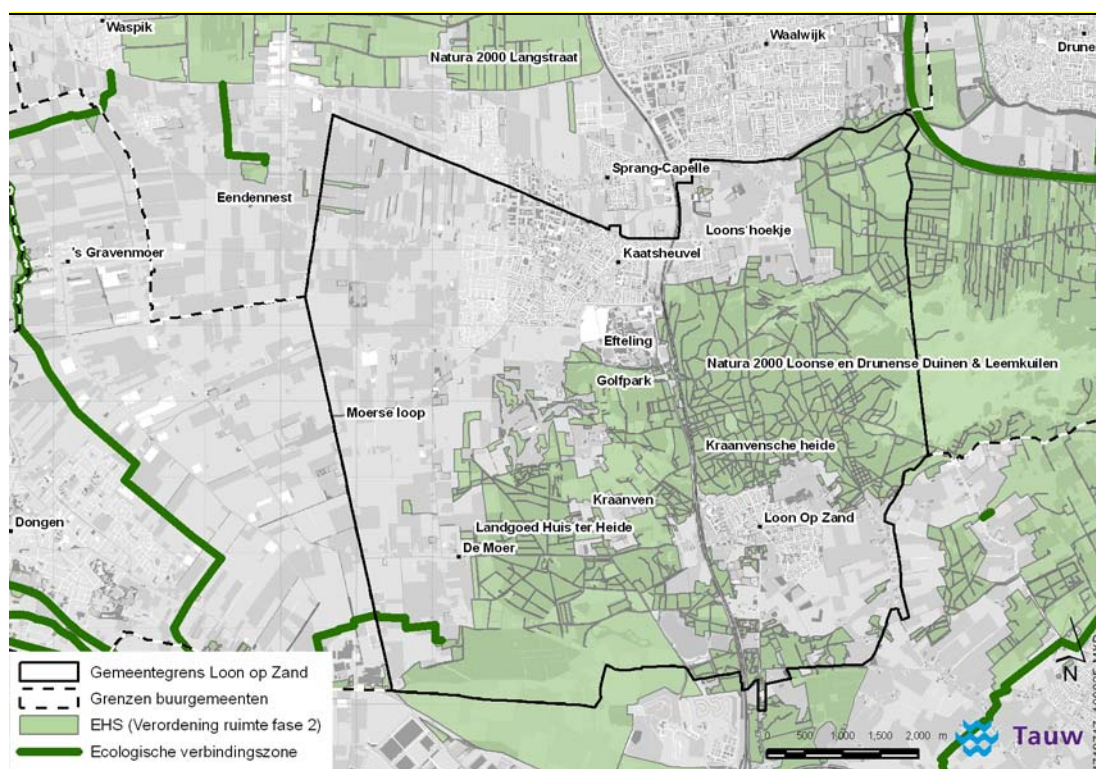 Waspik
Natura 2000 Langstraat
Waalwijk
Drune
Sprang-Capelle
Eendennest
Loons hoekje
's Gravenmoer
Kaatsheuvel
Efteling
Natura 2000 Loonse en Drunense Duinen & Leemkuilen
Golfpark
Moerse loop
Kraanvensche heide
Kraanven
Loon Op Zand
Dongen
Landgoed Huis ter Heide
De Moer
Gemeentegrens Loon op Zand
Grenzen buurgemeenten
EHS (Verordening ruimte fase 2)
Ecologische verbindingszone
N
0 500 1,000 1,500 2,000 m
Tauw